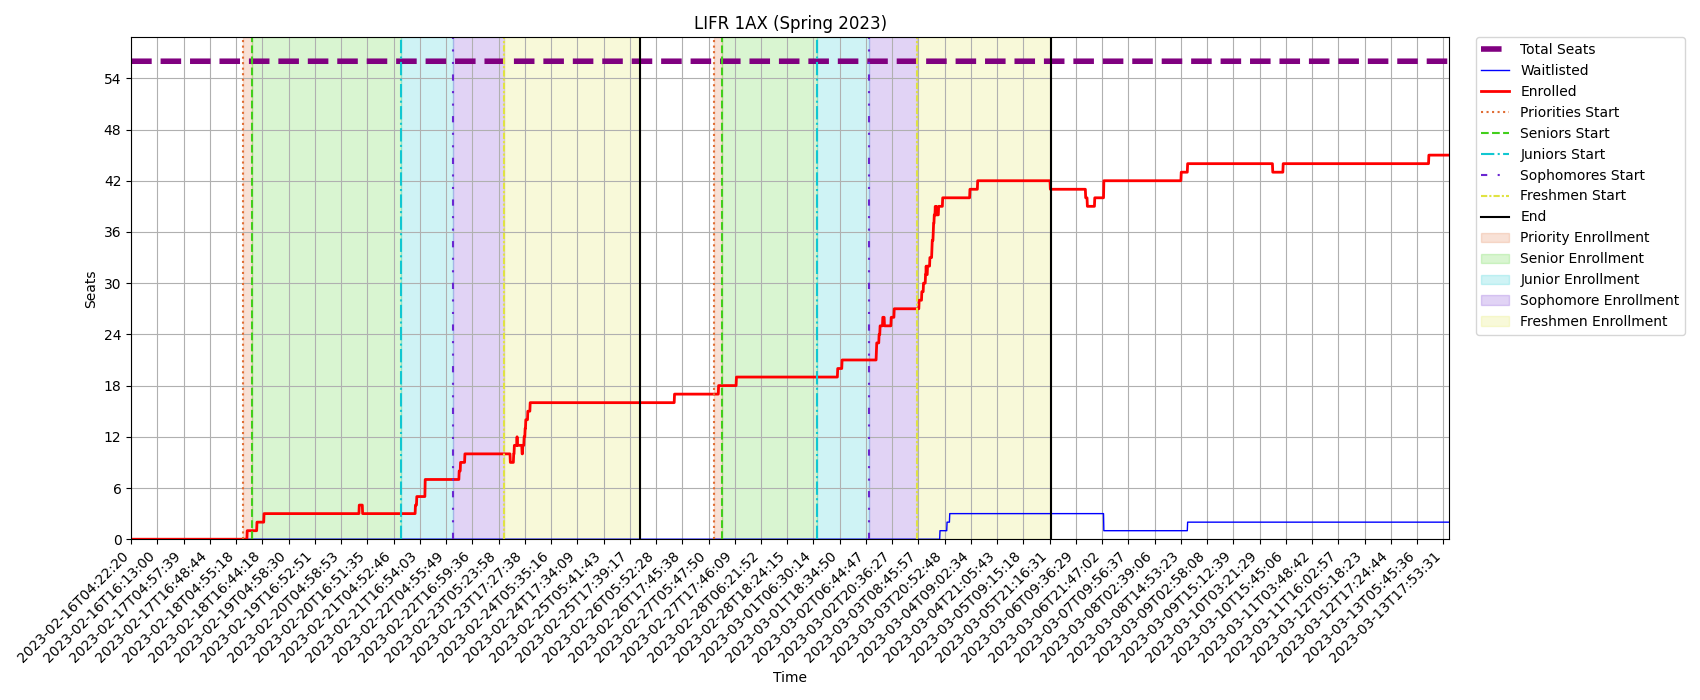 LIFR 1AX (Spring 2023)
Seats
54
48
42
36
30
24
18
12
6
0
2023-02-16T04:22:20
2023-02-16T16:13:00
2023-02-17T04:57:39
2023-02-17T16:48:44
2023-02-18T04:55:18
2023-02-18T16:44:18
2023-02-19T04:58:30
2023-02-19T16:52:51
2023-02-20T04:58:53
2023-02-20T16:51:35
2023-02-21T04:52:46
2023-02-21T16:54:03
2023-02-22T04:55:49
2023-02-22T16:59:36
2023-02-23T05:23:58
2023-02-23T17:27:38
2023-02-24T05:35:16
2023-02-24T17:34:09
2023-02-25T05:41:43
2023-02-25T17:39:17
2023-02-26T05:52:28
2023-02-26T17:45:38
2023-02-27T05:47:50
2023-02-27T17:46:09
2023-02-28T06:21:52
2023-02-28T18:24:15
2023-03-01T06:30:14
2023-03-01T18:34:50
2023-03-02T06:44:47
2023-03-02T20:36:27
2023-03-03T08:45:57
2023-03-03T20:52:48
2023-03-04T09:02:34
2023-03-04T21:05:43
2023-03-05T09:15:18
2023-03-05T21:16:31
2023-03-06T09:36:29
2023-03-06T21:47:02
2023-03-07T09:56:37
2023-03-08T02:39:06
2023-03-08T14:53:23
2023-03-09T02:58:08
2023-03-09T15:12:39
2023-03-10T03:21:29
2023-03-10T15:45:06
2023-03-11T03:48:42
2023-03-11T16:02:57
2023-03-12T05:18:23
2023-03-12T17:24:44
2023-03-13T05:45:36
2023-03-13T17:53:31
Time
Total Seats
Waitlisted
Enrolled
Priorities Start
Seniors Start
Juniors Start
Sophomores Start
Freshmen Start
End
Priority Enrollment
Senior Enrollment
Junior Enrollment
Sophomore Enrollment
Freshmen Enrollment